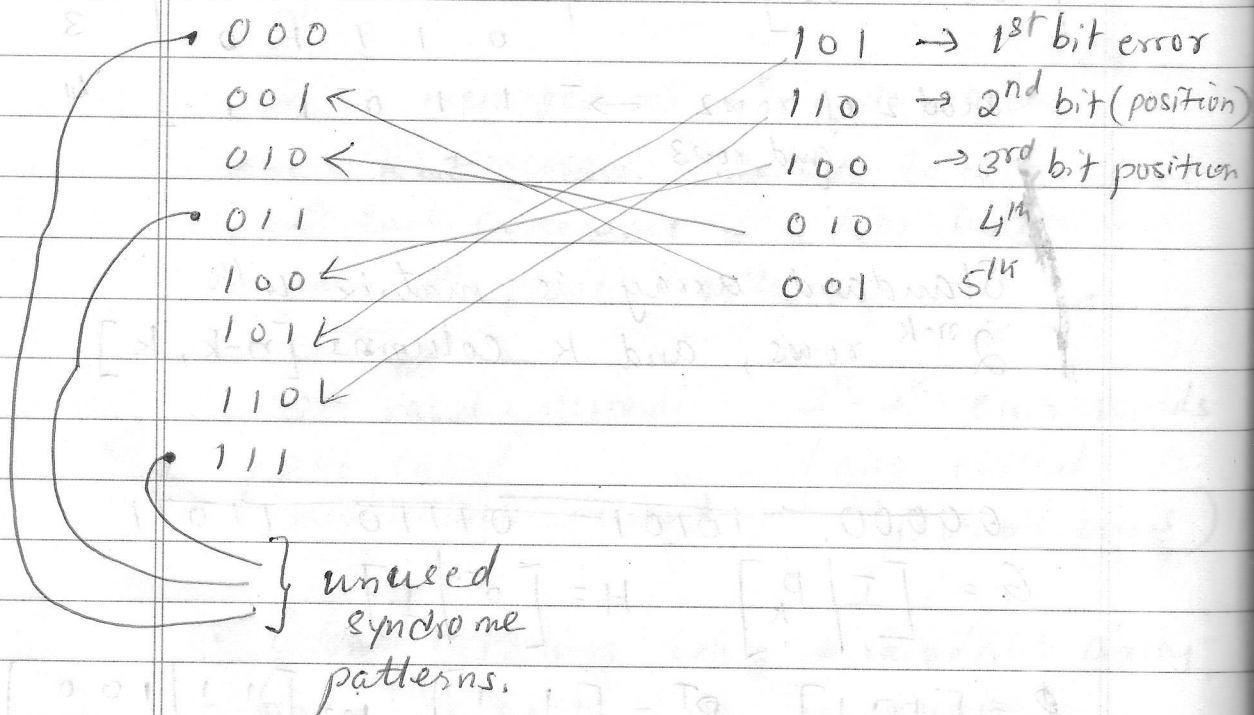 000 101 → 1st bit error
001 110 → 2nd bit (position)
010 100 → 3rd bit position
011 010 4th
100 001 5th
101
110
111
unused
syndrome
patterns.